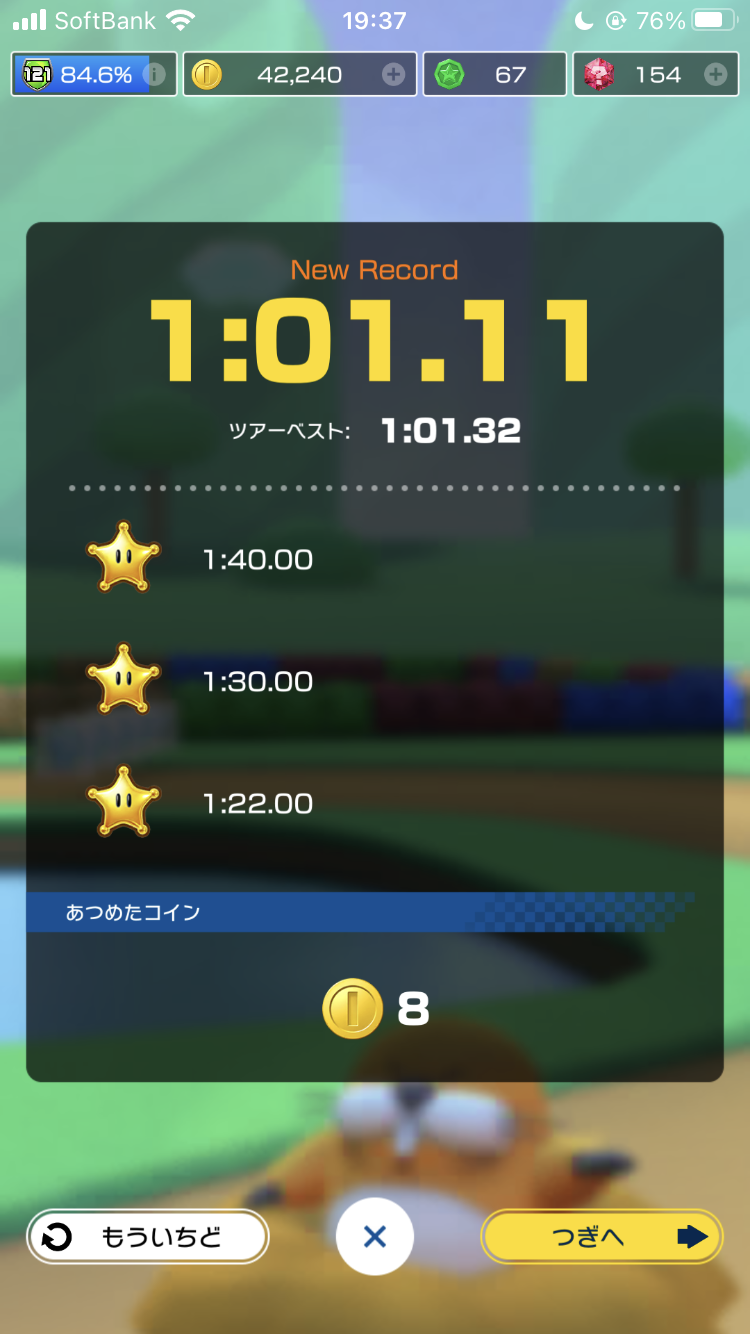 SoftBank 19:37 76%
121 84.6% i 42,240 + 67 ? 154 +
New Record
1:01.11
ツアーベスト: 1:01.32
1:40.00
1:30.00
1:22.00
あつめたコイン
8
もういちど × つぎへ